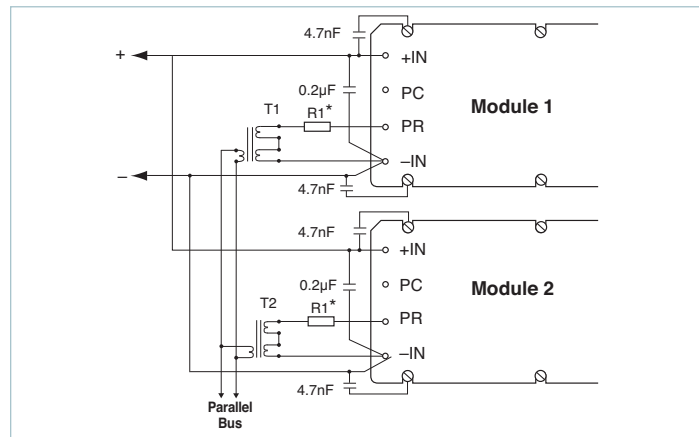 4.7nF
+
+IN
0.2µF
PC
Module 1
T1
R1*
PR
–
–IN
4.7nF
4.7nF
+IN
0.2µF
PC
Module 2
T2
R1*
PR
–IN
4.7nF
Parallel
Bus